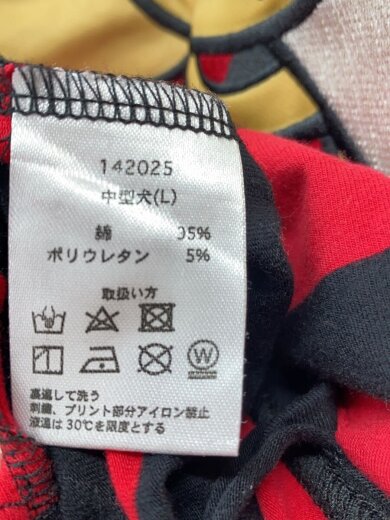 142025
中型犬(L)
綿 95%
ポリウレタン 5%
取扱い方
W
裏返して洗う
刺繍、プリント部分アイロン禁止
液温は30℃を限度とする